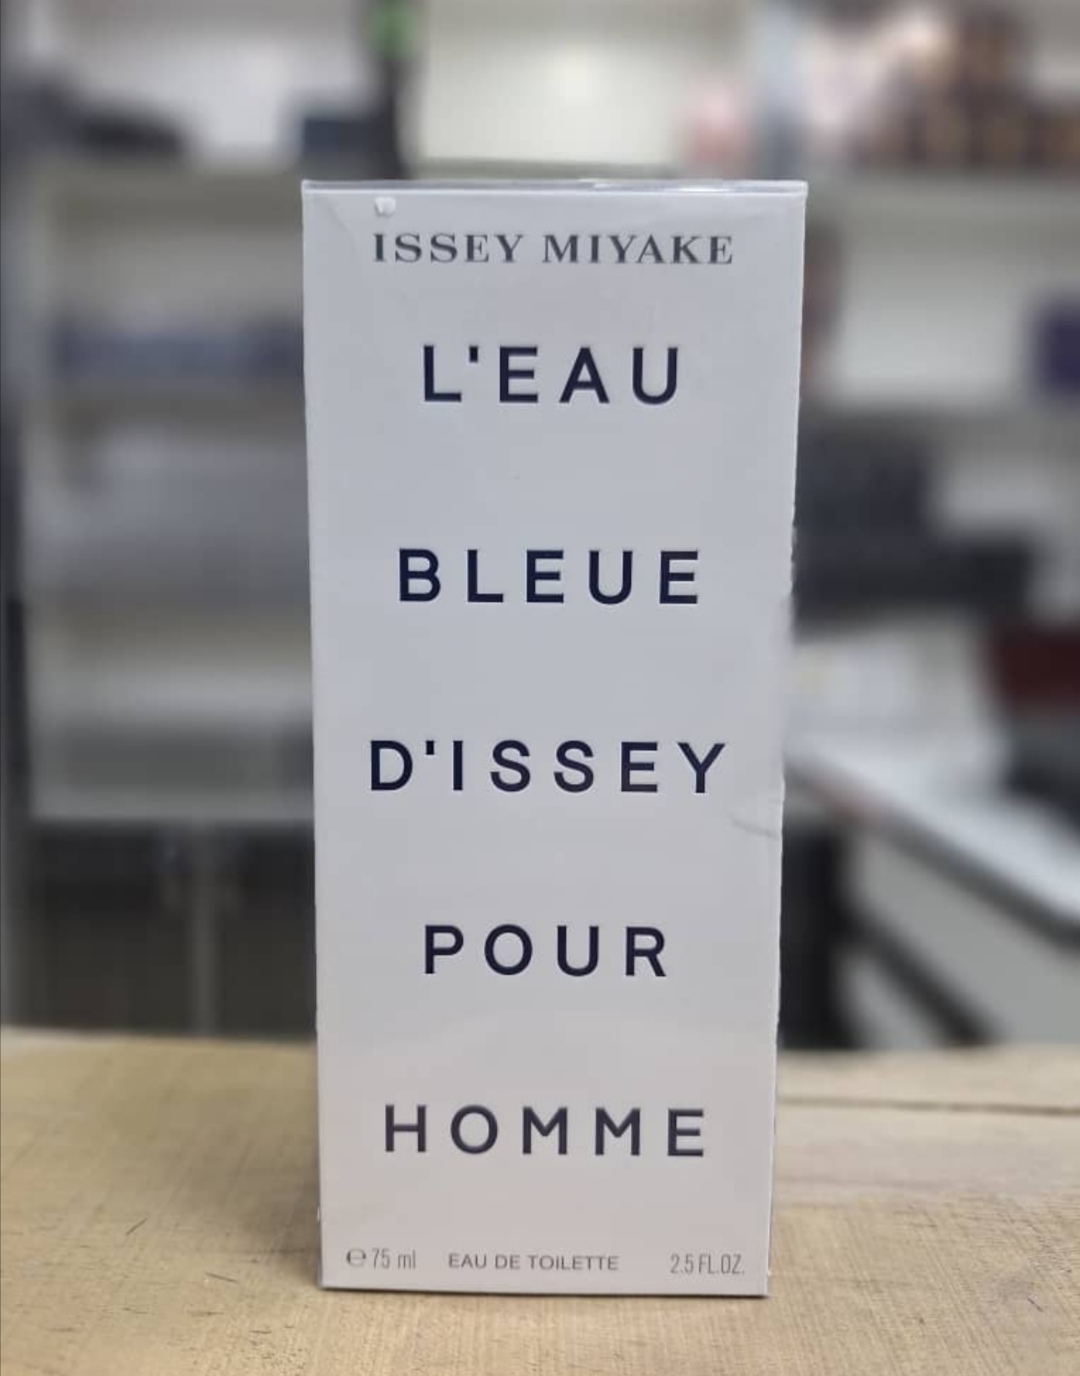 ISSEY MIYAKE
L'EAU
BLEUE
D'ISSEY
POUR
HOMME
℮ 75 ml EAU DE TOILETTE 2.5 FL.OZ.